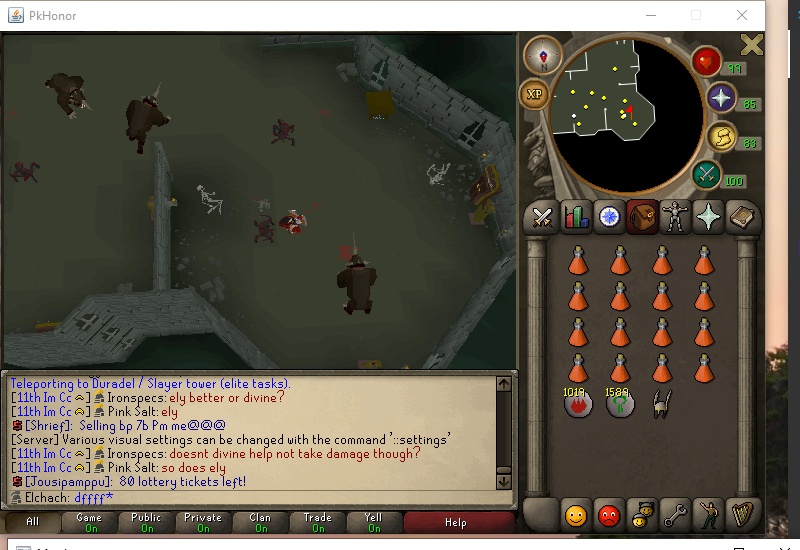 PkHonor
N
XP
99
85
83
100
Teleporting to Duradel / Slayer tower (elite tasks).
[11th Im Cc] Ironspecs: ely better or divine?
[11th Im Cc] Pink Salt: ely
[Shrief]: Selling bp 7b Pm me@@@
[Server] Various visual settings can be changed with the command '::settings'
[11th Im Cc] Ironspecs: doesnt divine help not take damage though?
[11th Im Cc] Pink Salt: so does ely
[Jousipamppu]: 80 lottery tickets left!
Elchach: dffff*
1019 1589
All Game Public Private Clan Trade Yell Help
On On On On On On